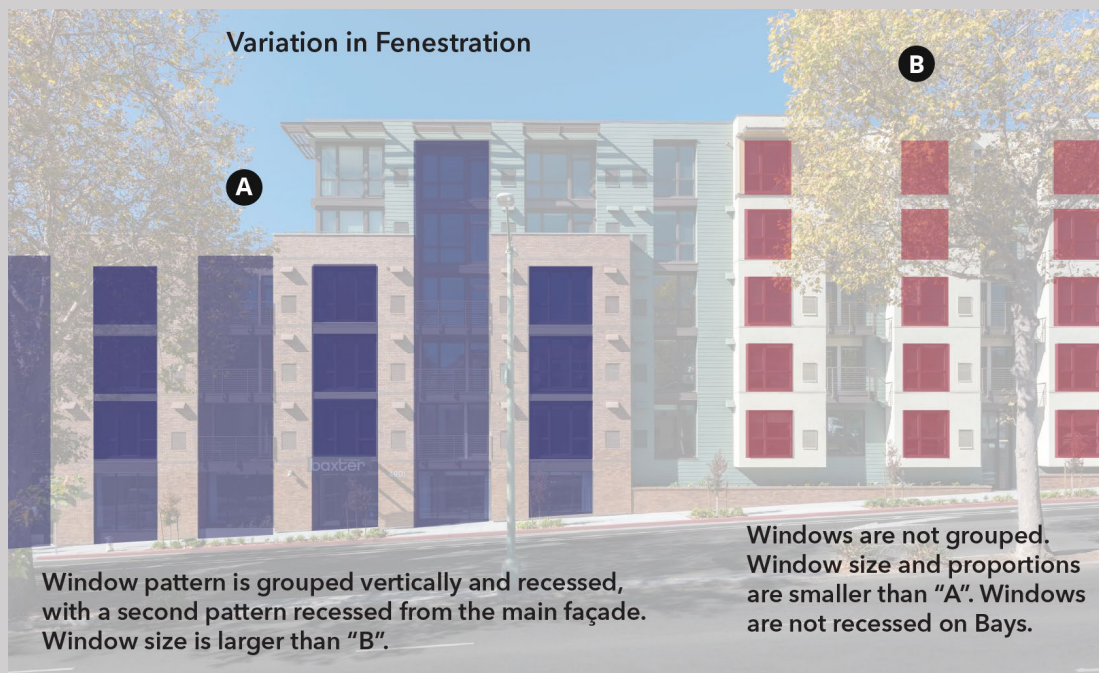 Variation in Fenestration
B
A
baxter
Windows are not grouped.
Window size and proportions
are smaller than “A”. Windows
are not recessed on Bays.
Window pattern is grouped vertically and recessed,
with a second pattern recessed from the main façade.
Window size is larger than “B”.